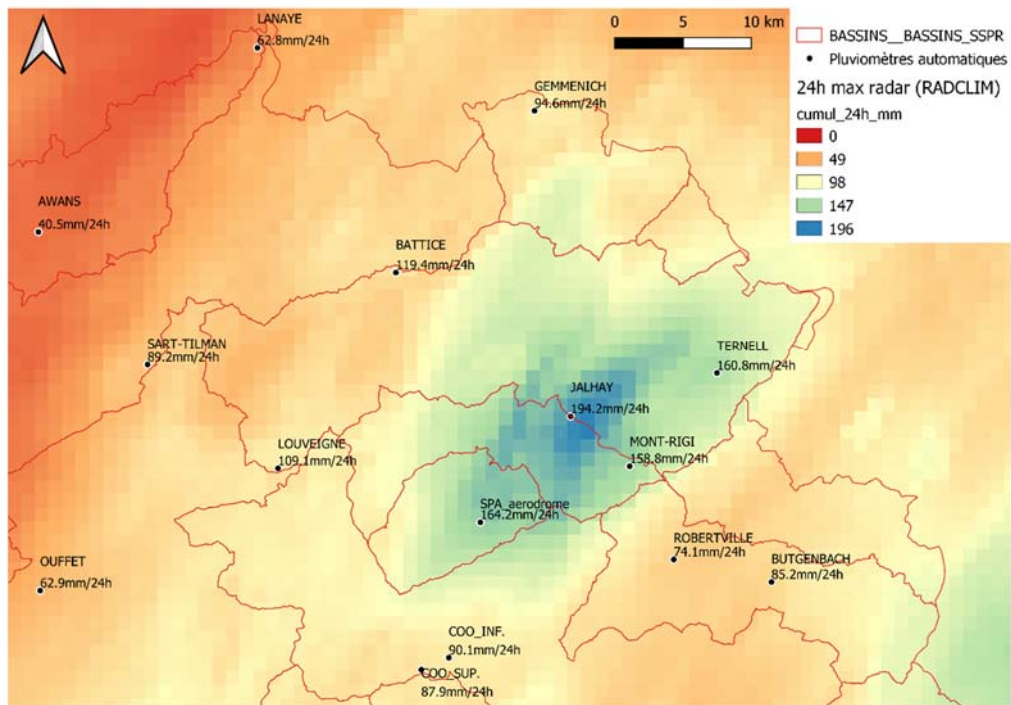 LANAYE
62.8mm/24h
0 5 10 km
BASSINS__BASSINS_SSPR
Pluviomètres automatiques
24h max radar (RADCLIM)
cumul_24h_mm
0
49
98
147
196
GEMMENICH
94.6mm/24h
AWANS
40.5mm/24h
BATTICE
119.4mm/24h
SART-TILMAN
89.2mm/24h
TERNELL
160.8mm/24h
JALHAY
194.2mm/24h
LOUVEIGNE
109.1mm/24h
MONT-RIGI
158.8mm/24h
SPA_aerodrome
164.2mm/24h
ROBERTVILLE
74.1mm/24h
BUTGENBACH
85.2mm/24h
OUFFET
62.9mm/24h
COO_INF.
90.1mm/24h
COO_SUP.
87.9mm/24h